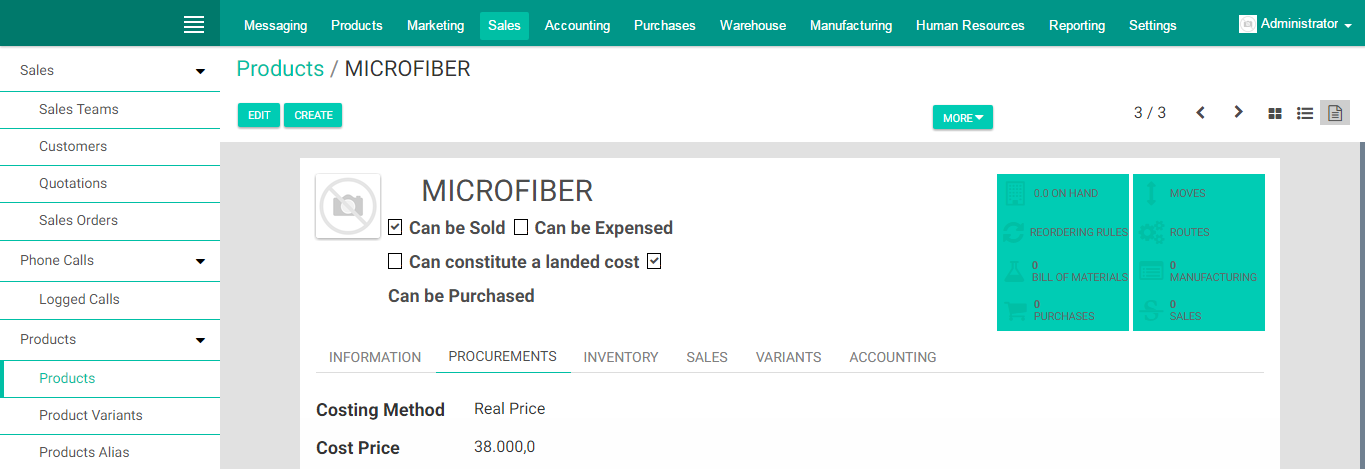 Messaging Products Marketing Sales Accounting Purchases Warehouse Manufacturing Human Resources Reporting Settings Administrator
Sales
Sales Teams
Customers
Quotations
Sales Orders
Phone Calls
Logged Calls
Products
Products
Product Variants
Products Alias
Products / MICROFIBER
EDIT CREATE MORE 3 / 3
MICROFIBER
Can be Sold Can be Expensed
Can constitute a landed cost
Can be Purchased
0.0 ON HAND MOVES
REORDERING RULES ROUTES
0 0
BILL OF MATERIALS MANUFACTURING
0 0
PURCHASES SALES
INFORMATION PROCUREMENTS INVENTORY SALES VARIANTS ACCOUNTING
Costing Method Real Price
Cost Price 38.000,0